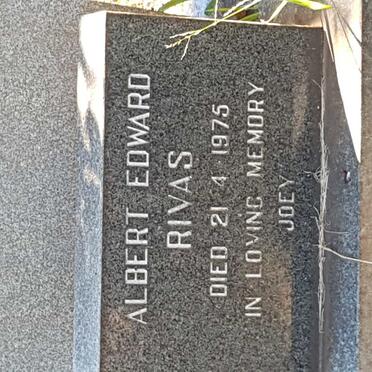 ALBERT EDWARD
RIVAS
DIED 21 4 1975
IN LOVING MEMORY
JOEY